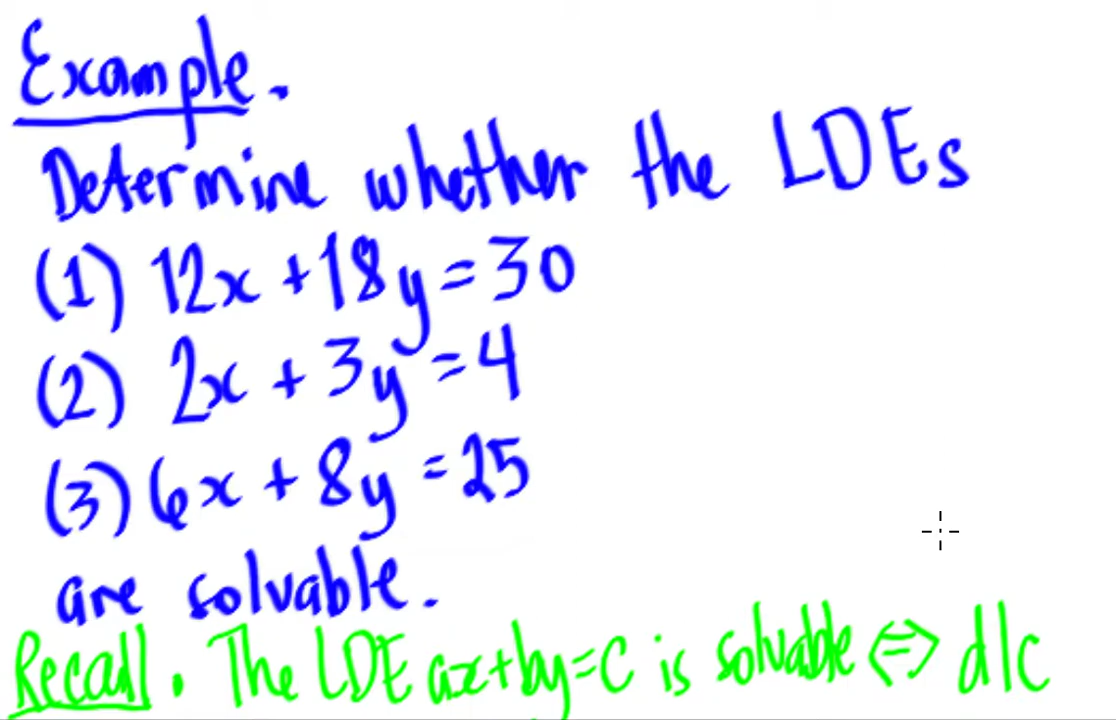 Example.
Determine whether the LDEs
(1) 12x + 18y = 30
(2) 2x + 3y = 4
(3) 6x + 8y = 25
are solvable.
Recall. The LDE ax+by=c is solvable ⇔ d|c